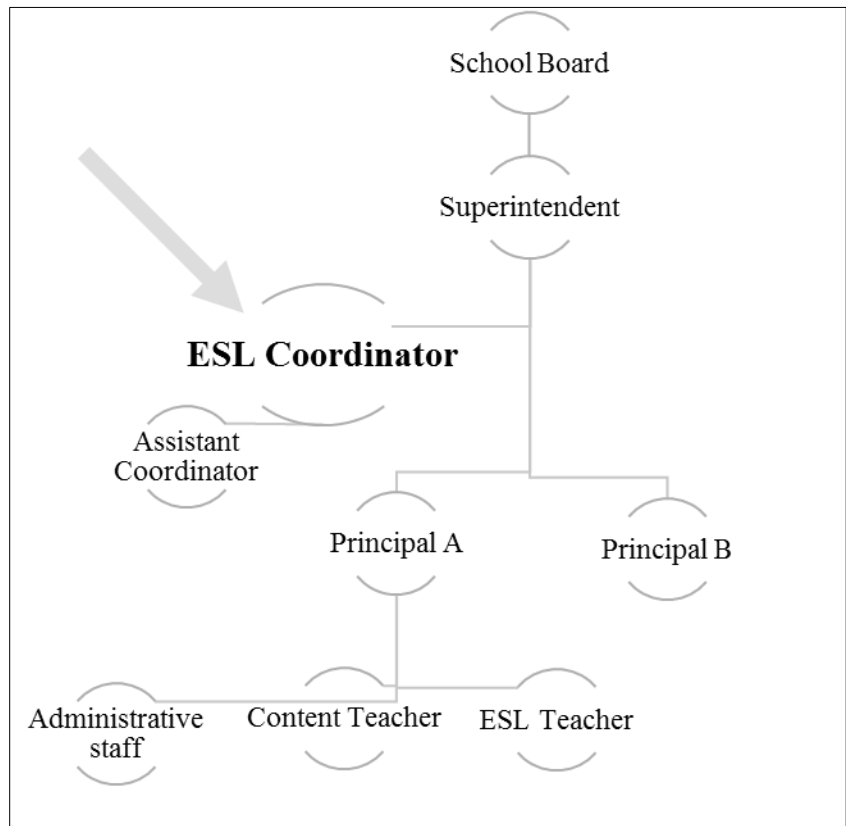 School Board
Superintendent
ESL Coordinator
Assistant
Coordinator
Principal A
Principal B
Administrative
staff
Content Teacher
ESL Teacher